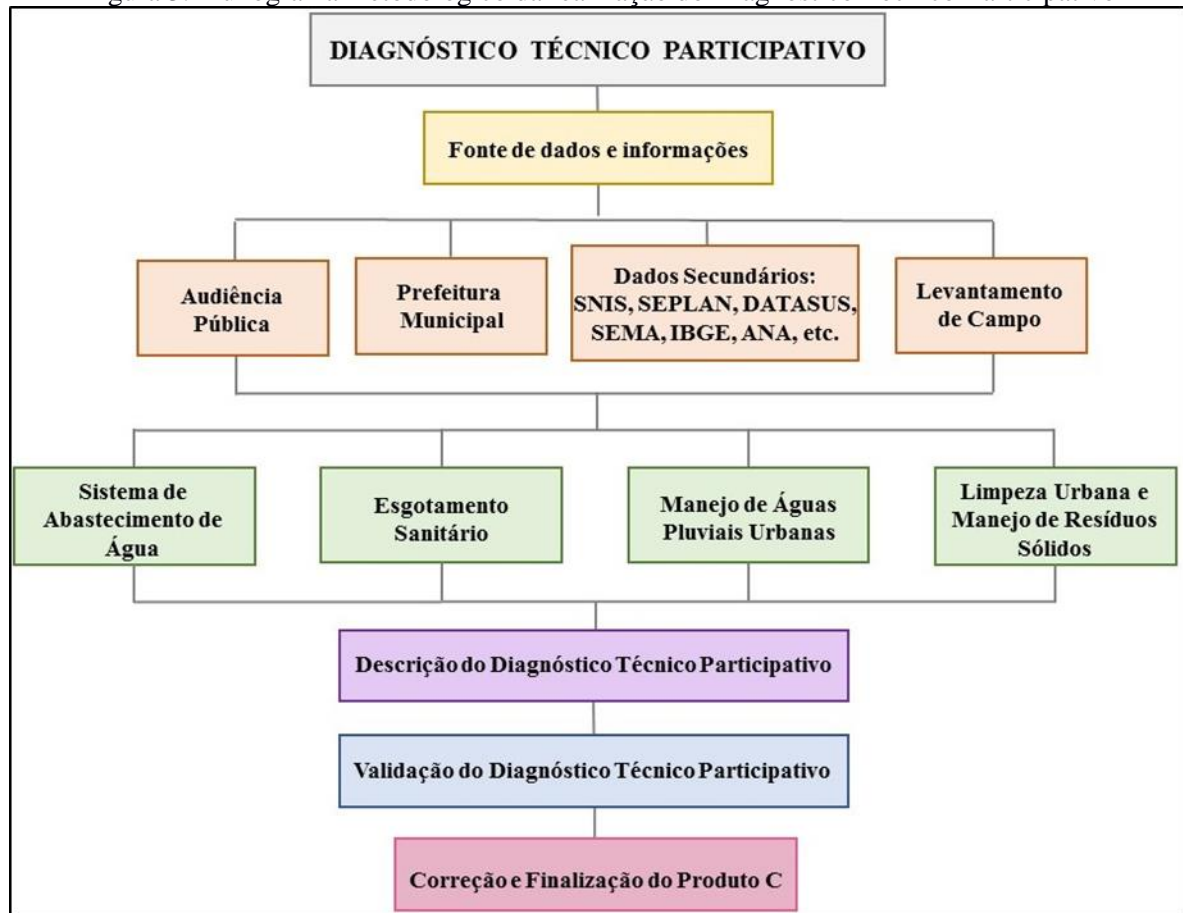 DIAGNÓSTICO TÉCNICO PARTICIPATIVO
Fonte de dados e informações
Audiência
Pública
Prefeitura
Municipal
Dados Secundários:
SNIS, SEPLAN, DATASUS,
SEMA, IBGE, ANA, etc.
Levantamento
de Campo
Sistema de
Abastecimento de
Água
Esgotamento
Sanitário
Manejo de Águas
Pluviais Urbanas
Limpeza Urbana e
Manejo de Resíduos
Sólidos
Descrição do Diagnóstico Técnico Participativo
Validação do Diagnóstico Técnico Participativo
Correção e Finalização do Produto C